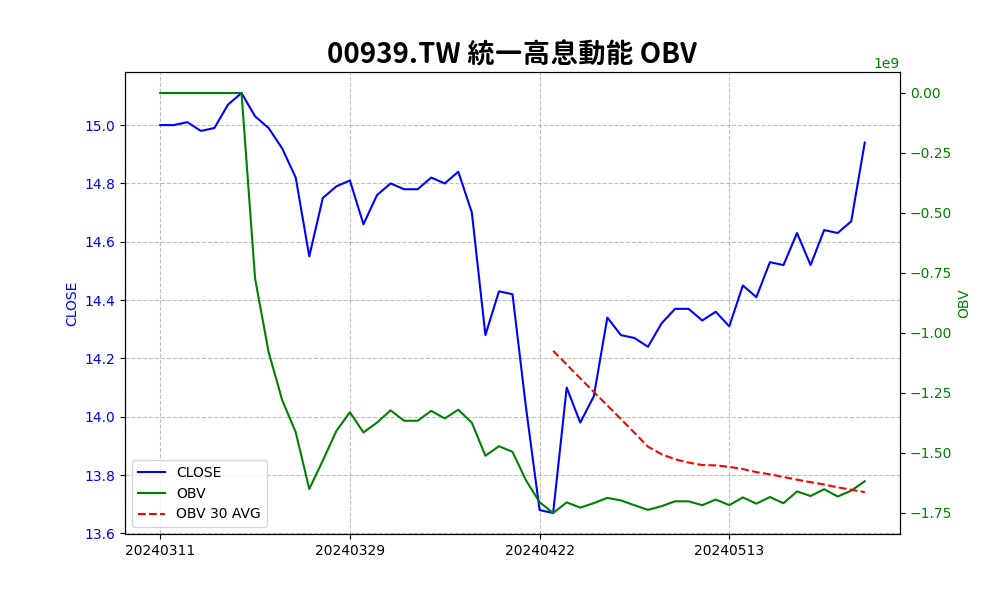 00939.TW 統一高息動能 OBV
1e9
15.0
14.8
14.6
14.4
14.2
14.0
13.8
13.6
CLOSE
0.00
−0.25
−0.50
−0.75
−1.00
−1.25
−1.50
−1.75
OBV
CLOSE
OBV
OBV 30 AVG
20240311
20240329
20240422
20240513